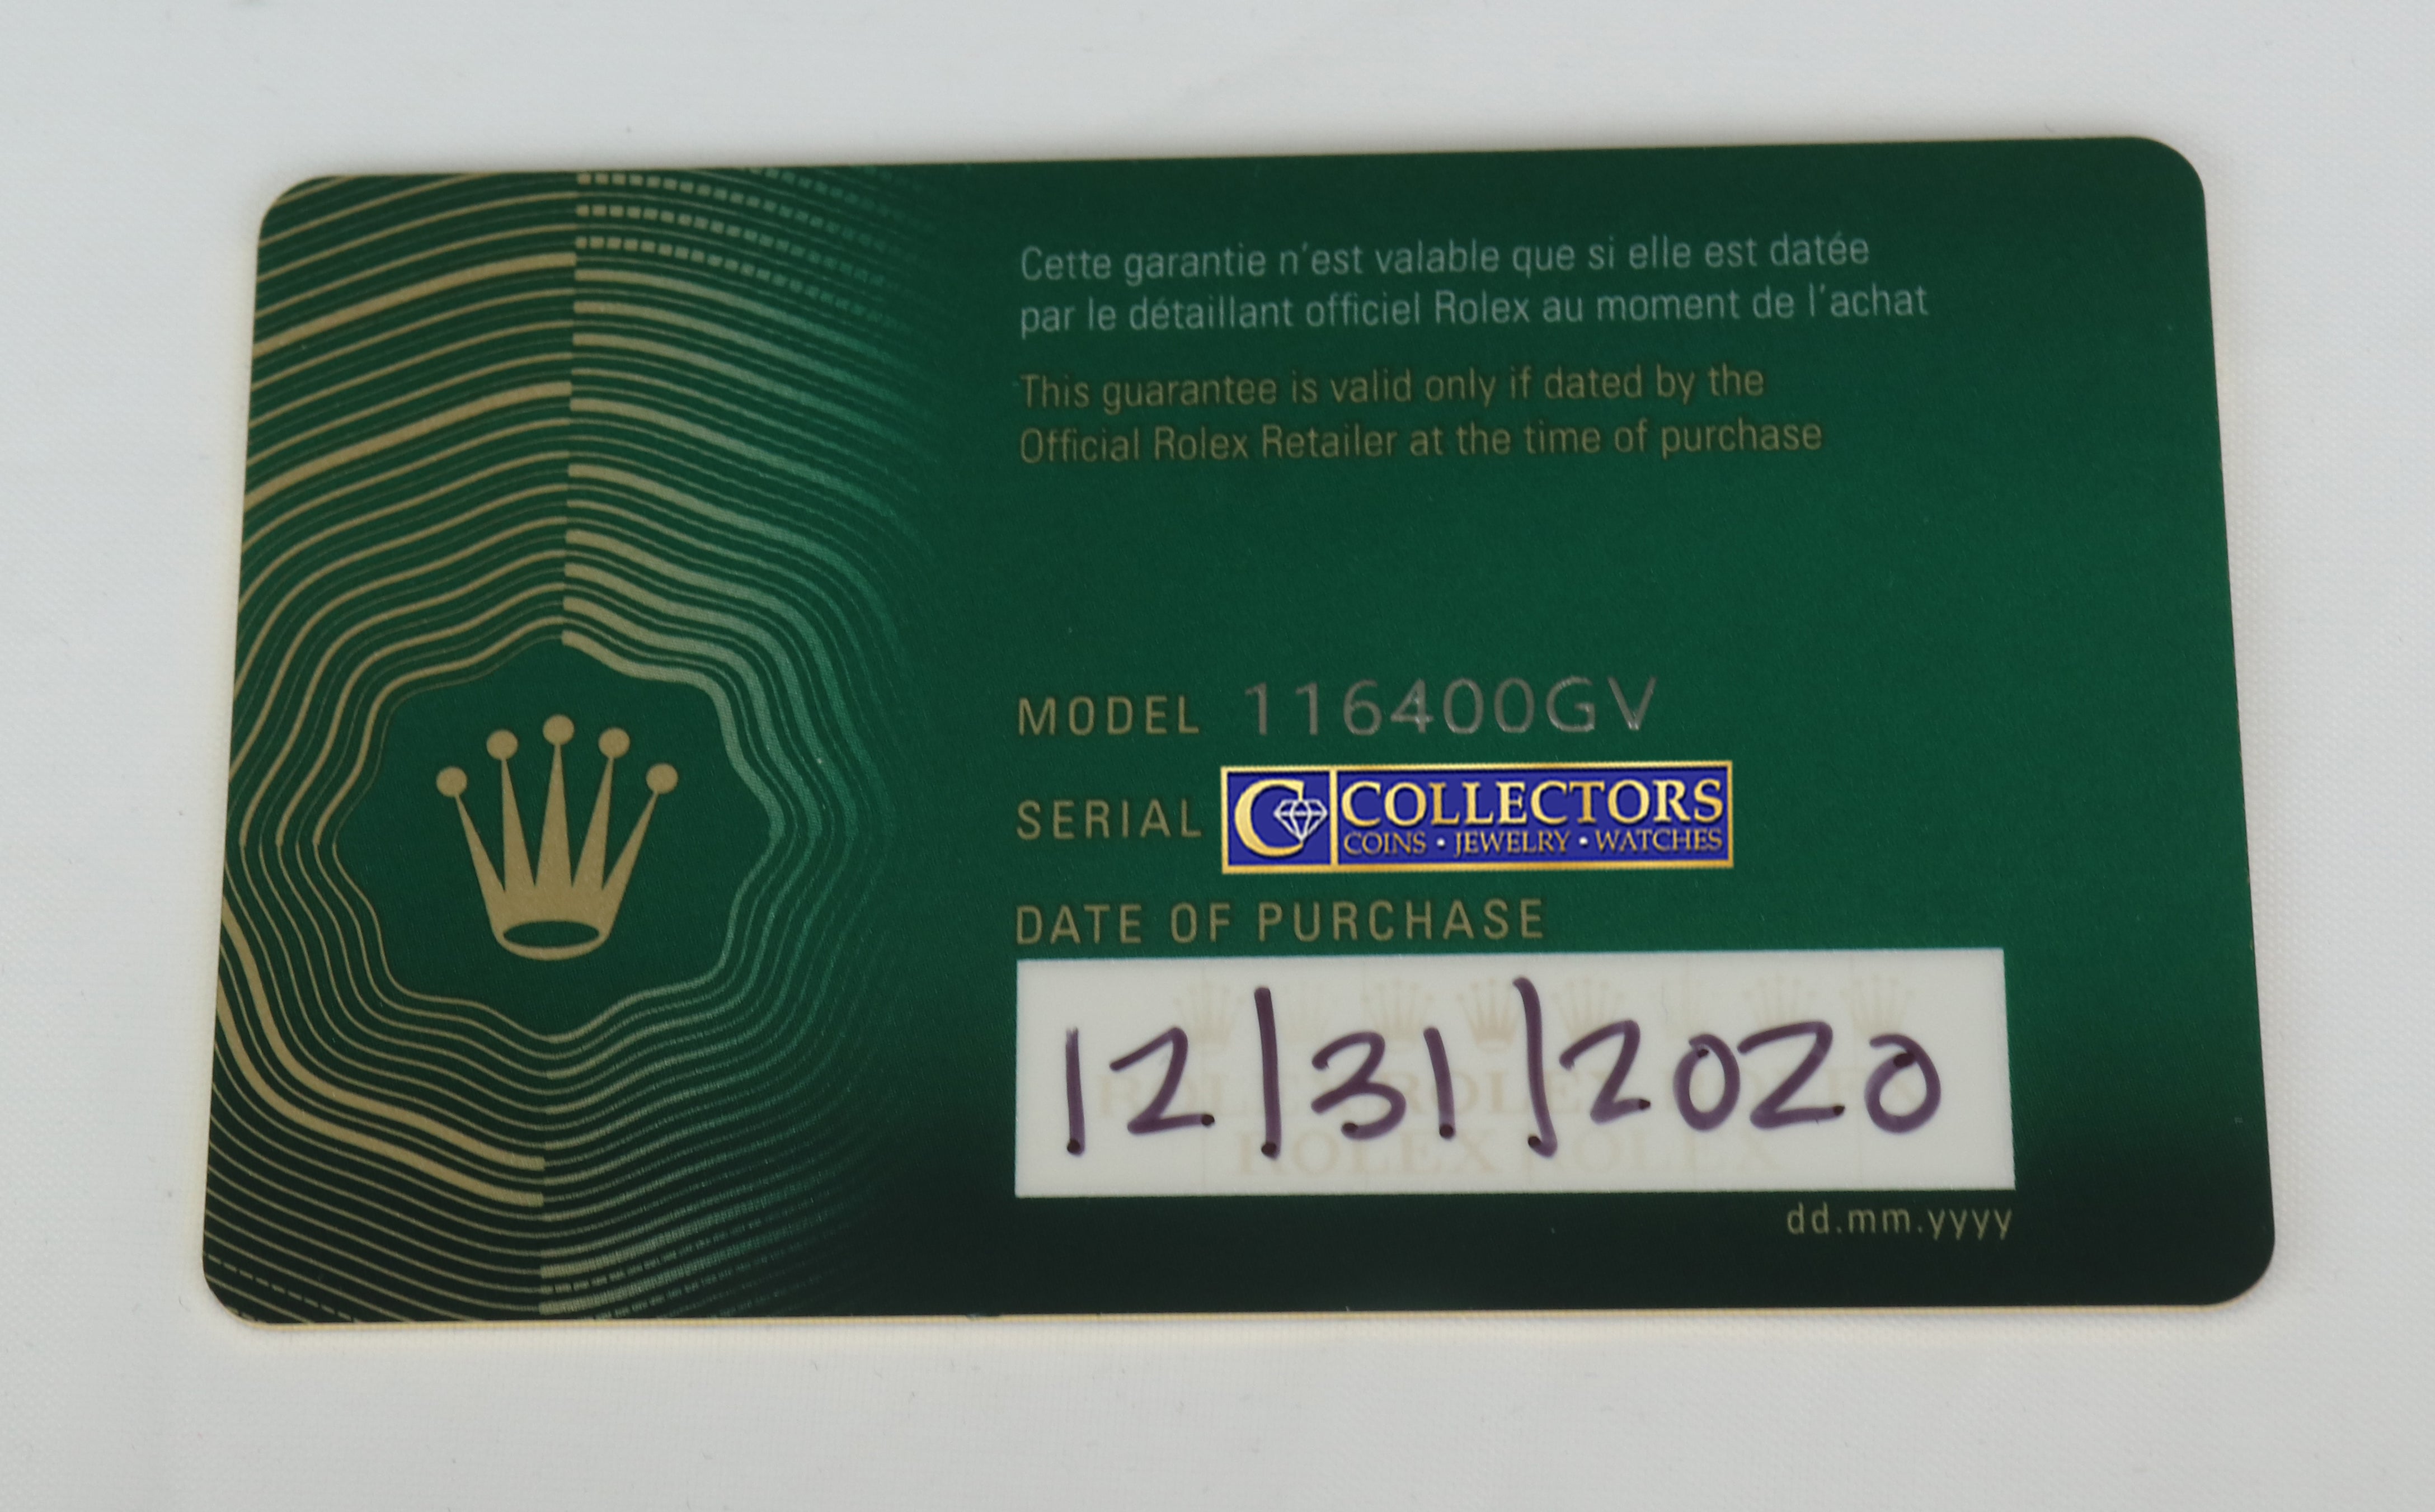 Cette garantie n'est valable que si elle est datée
par le détaillant officiel Rolex au moment de l'achat
This guarantee is valid only if dated by the
Official Rolex Retailer at the time of purchase
MODEL 116400GV
SERIAL
COLLECTORS
COINS • JEWELRY • WATCHES
DATE OF PURCHASE
12/31/2020
ROLEX ROLEX
dd.mm.yyyy